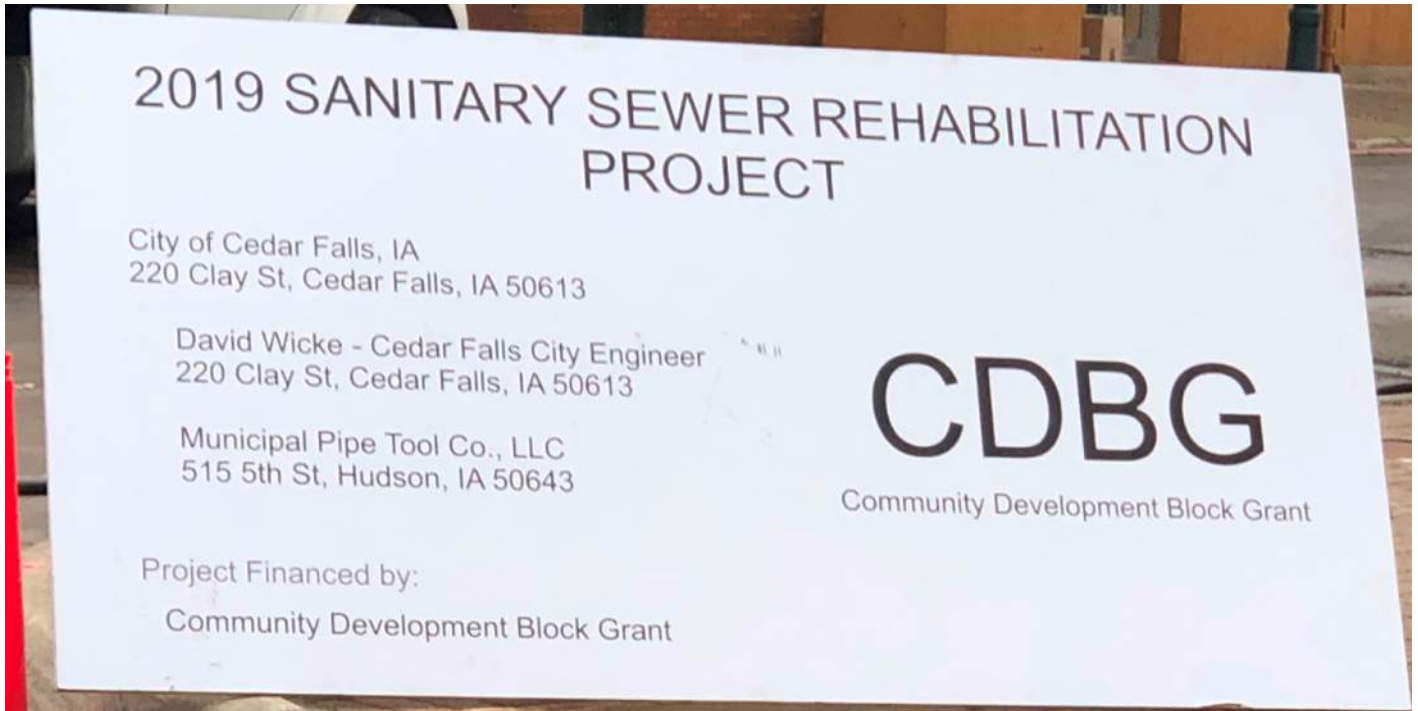 2019 SANITARY SEWER REHABILITATION
PROJECT
City of Cedar Falls, IA
220 Clay St, Cedar Falls, IA 50613
David Wicke - Cedar Falls City Engineer
220 Clay St, Cedar Falls, IA 50613
Municipal Pipe Tool Co., LLC
515 5th St, Hudson, IA 50643
Project Financed by:
Community Development Block Grant
CDBG
Community Development Block Grant